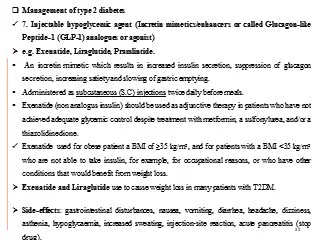 ❑ Management of type 2 diabetes
✓ 7. Injectable hypoglycemic agent (Incretin mimetics/enhancers or called Glucagon-like
Peptide-1 (GLP-1) analogues or agonist)
➢ e.g. Exenatide, Liraglutide, Pramlintide.
• An incretin mimetic which results in increased insulin secretion, suppression of glucagon
secretion, increasing satiety and slowing of gastric emptying.
• Administered as subcutaneous (S.C) injections twice daily before meals.
• Exenatide (non analogus insulin) should be used as adjunctive therapy in patients who have not
achieved adequate glycemic control despite treatment with metformin, a sulfonylurea, and/or a
thiazolidinedione.
✓ Exenatide used for obese patient a BMI of ≥35 kg/m², and for patients with a BMI <35 kg/m²
who are not able to take insulin, for example, for occupational reasons, or who have other
conditions that would benefit from weight loss.
➢ Exenatide and Liraglutide use to cause weight loss in many patients with T2DM.
➢ Side-effects: gastrointestinal disturbances, nausea, vomiting, diarrhea, headache, dizziness,
asthenia, hypoglycaemia, increased sweating, injection-site reaction, acute pancreatitis (stop
drug).